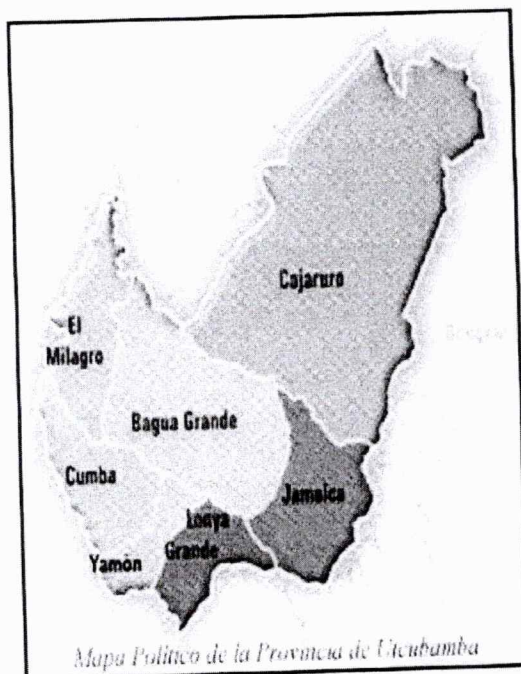 Cajaruro
El
Milagro
Bagua Grande
Cumba
Jamalca
Lonya
Grande
Yamón
Mapa Político de la Provincia de Utcubamba